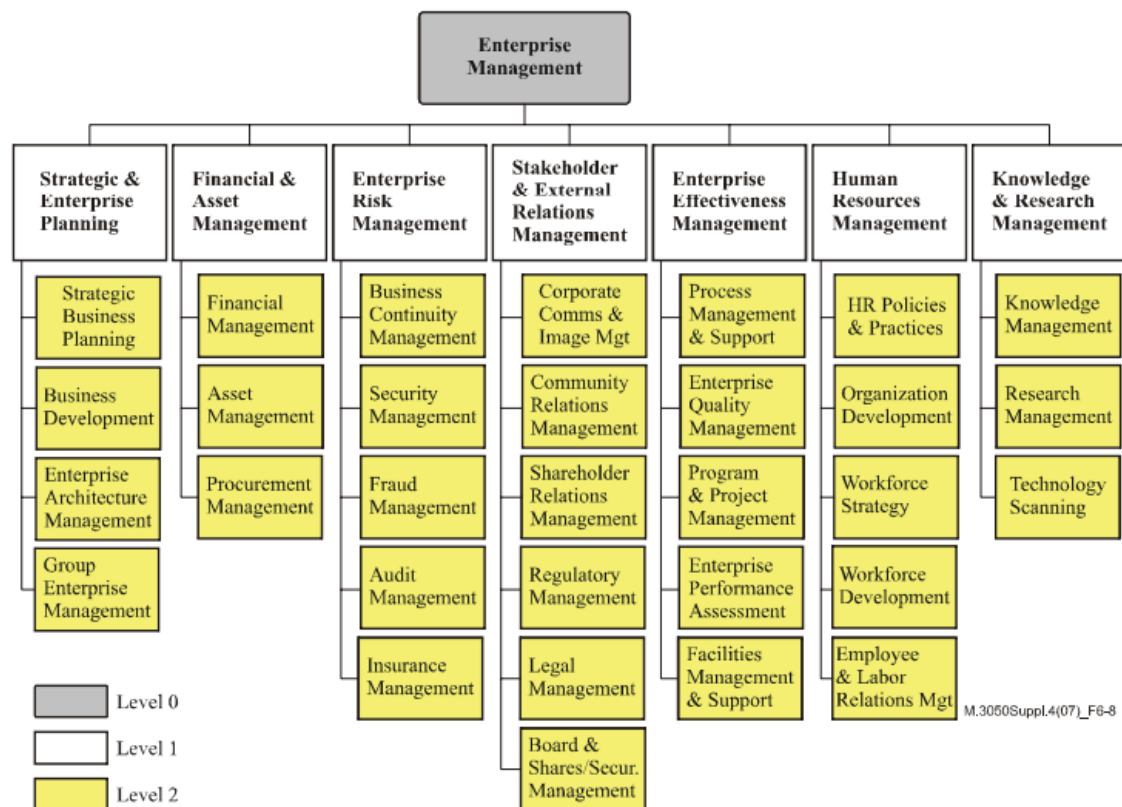 Enterprise
Management
Strategic &
Enterprise
Planning
Financial &
Asset
Management
Enterprise
Risk
Management
Stakeholder
& External
Relations
Management
Enterprise
Effectiveness
Management
Human
Resources
Management
Knowledge
& Research
Management
Strategic
Business
Planning
Business
Development
Enterprise
Architecture
Management
Group
Enterprise
Management
Financial
Management
Asset
Management
Procurement
Management
Business
Continuity
Management
Security
Management
Fraud
Management
Audit
Management
Insurance
Management
Corporate
Comms &
Image Mgt
Community
Relations
Management
Shareholder
Relations
Management
Regulatory
Management
Legal
Management
Board &
Shares/Secur.
Management
Process
Management
& Support
Enterprise
Quality
Management
Program
& Project
Management
Enterprise
Performance
Assessment
Facilities
Management
& Support
HR Policies
& Practices
Organization
Development
Workforce
Strategy
Workforce
Development
Employee
& Labor
Relations Mgt
Knowledge
Management
Research
Management
Technology
Scanning
Level 0
Level 1
Level 2
M.3050Suppl.4(07)_F6-8